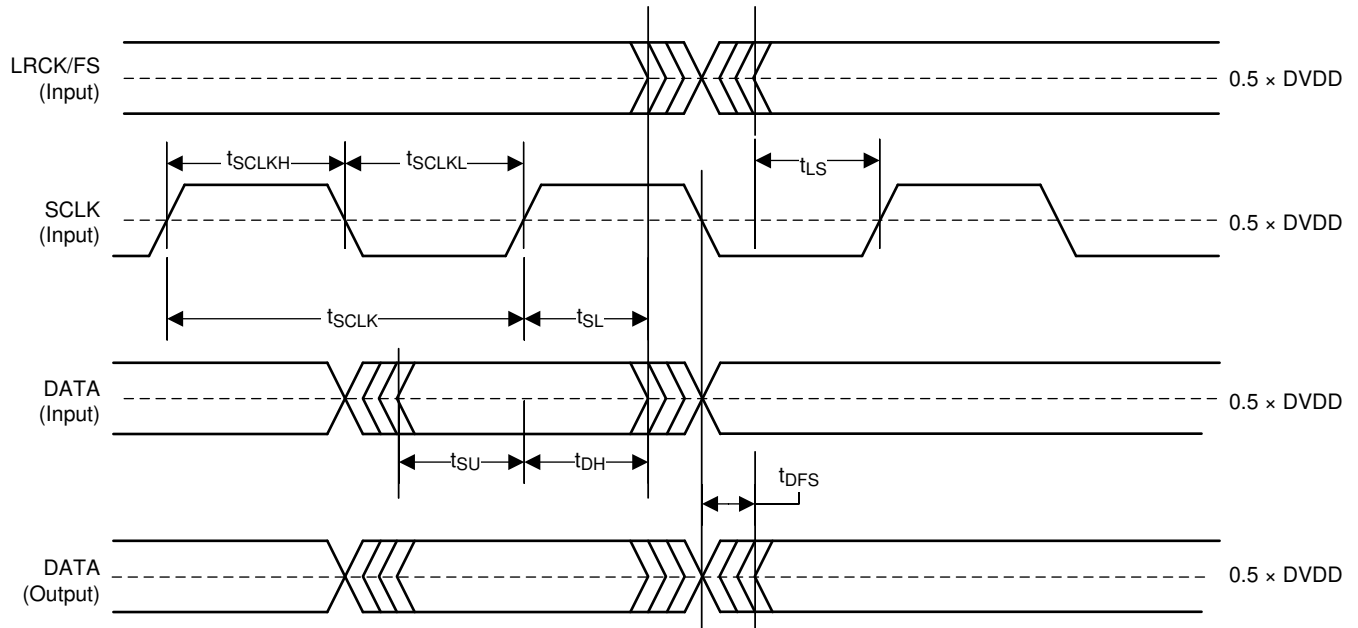 LRCK/FS
(Input)
0.5 × DVDD
tSCLKH
tSCLKL
tLS
SCLK
(Input)
0.5 × DVDD
tSCLK
tSL
DATA
(Input)
0.5 × DVDD
tSU
tDH
tDFS
DATA
(Output)
0.5 × DVDD